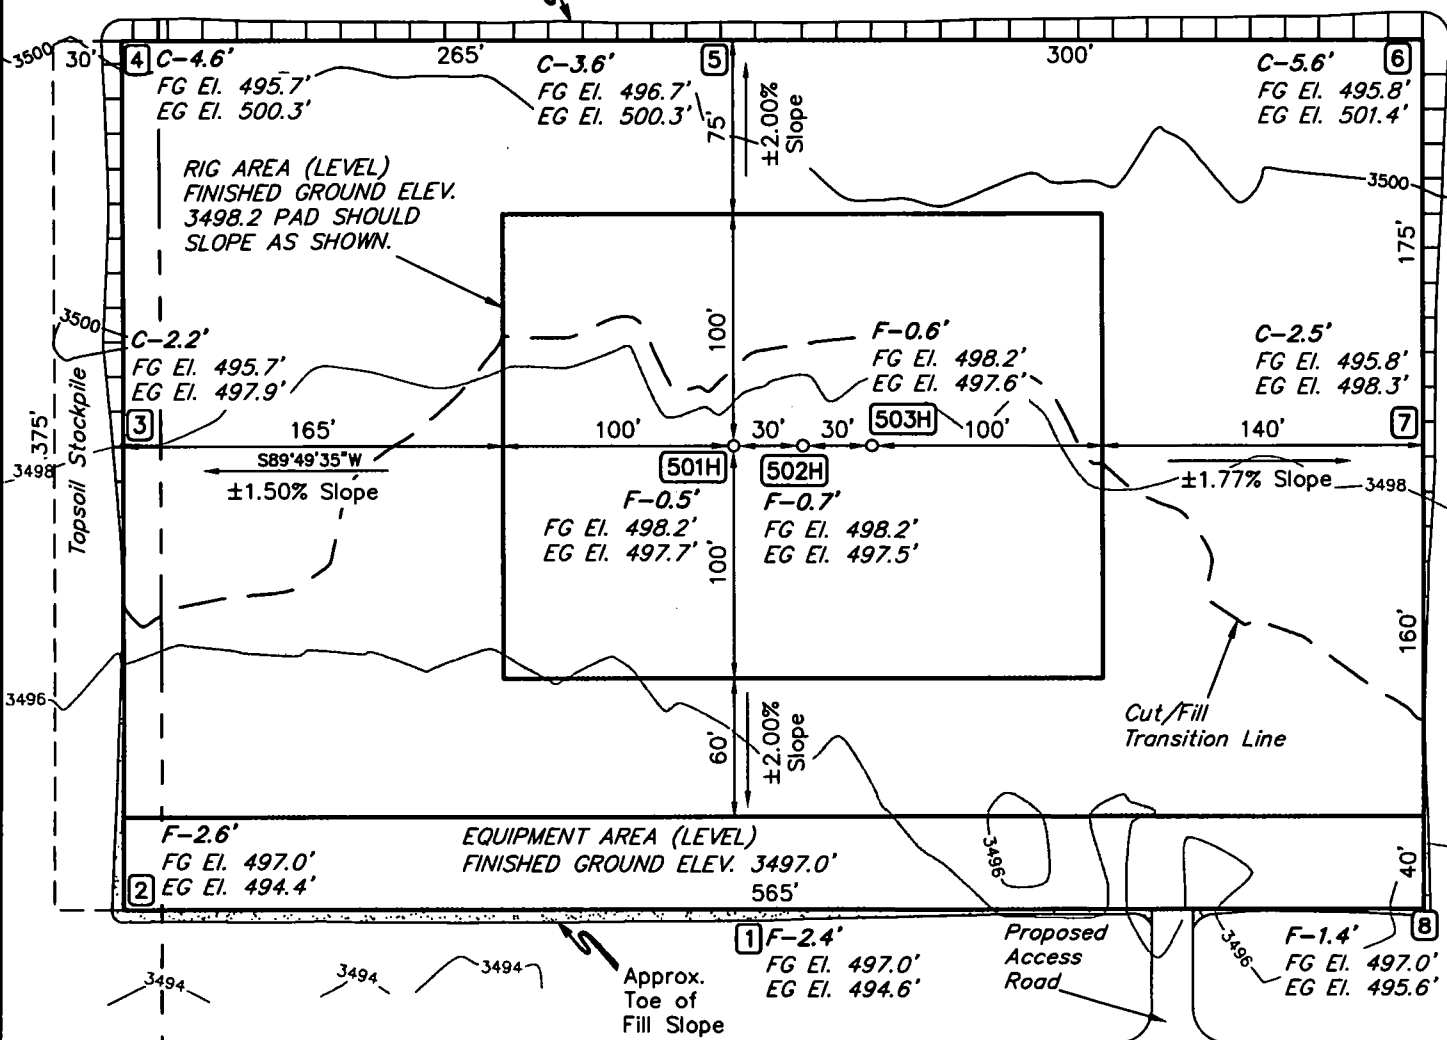 3500
30'
4
C-4.6'
FG El. 495.7'
EG El. 500.3'
265'
C-3.6'
FG El. 496.7'
EG El. 500.3'
5
75'
±2.00%
Slope
300'
C-5.6'
FG El. 495.8'
EG El. 501.4'
6
RIG AREA (LEVEL)
FINISHED GROUND ELEV.
3498.2 PAD SHOULD
SLOPE AS SHOWN.
3500
175'
3500
C-2.2'
FG El. 495.7'
EG El. 497.9'
100'
F-0.6'
FG El. 498.2'
EG El. 497.6'
C-2.5'
FG El. 495.8'
EG El. 498.3'
375'
Topsoil Stockpile
3
165'
100'
30'
30'
503H
100'
140'
7
3498
S89°49'35"W
±1.50% Slope
501H
502H
±1.77% Slope
3498
F-0.5'
FG El. 498.2'
EG El. 497.7'
100'
F-0.7'
FG El. 498.2'
EG El. 497.5'
160'
3496
60'
±2.00%
Slope
Cut/Fill
Transition Line
F-2.6'
FG El. 497.0'
EG El. 494.4'
2
EQUIPMENT AREA (LEVEL)
FINISHED GROUND ELEV. 3497.0'
565'
3496
40'
1
F-2.4'
FG El. 497.0'
EG El. 494.6'
Proposed
Access
Road
3496
F-1.4'
FG El. 497.0'
EG El. 495.6'
8
3494
3494
3494
Approx.
Toe of
Fill Slope